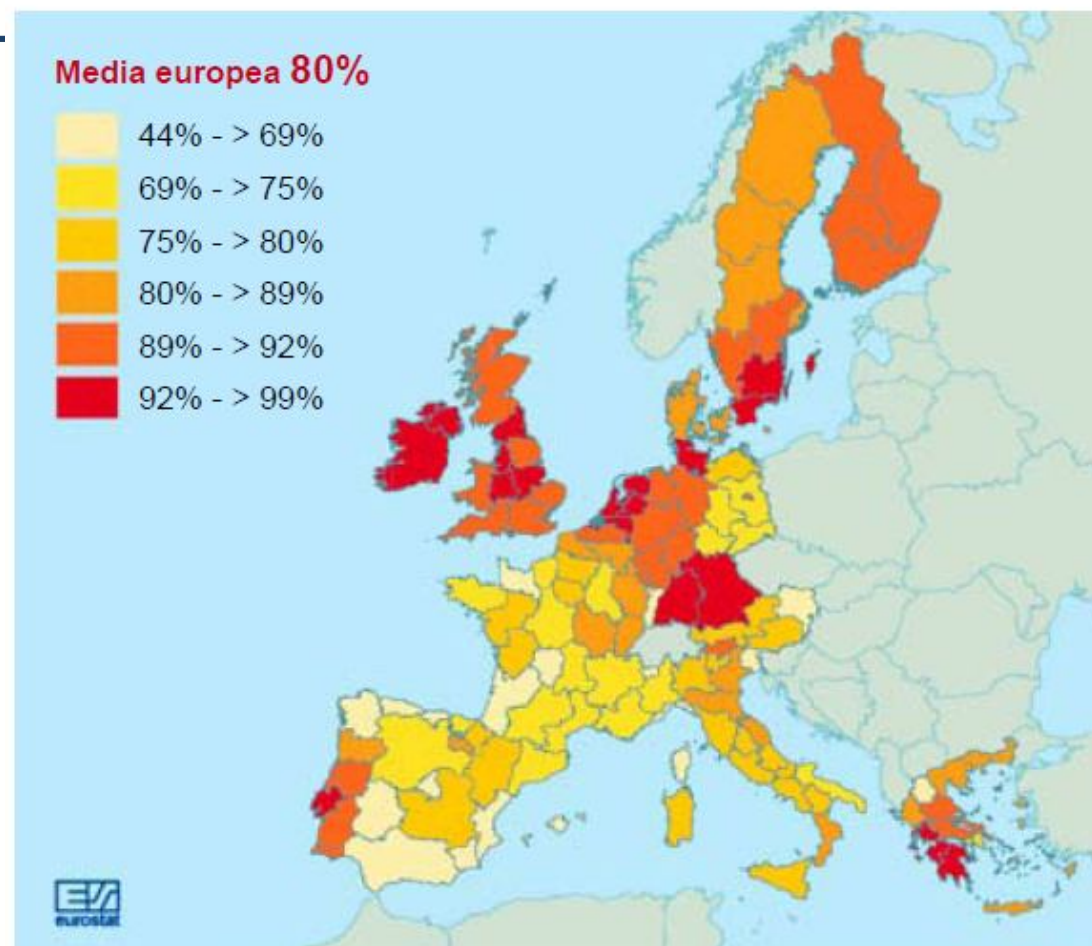 Media europea 80%
44% - > 69%
69% - > 75%
75% - > 80%
80% - > 89%
89% - > 92%
92% - > 99%
eurostat